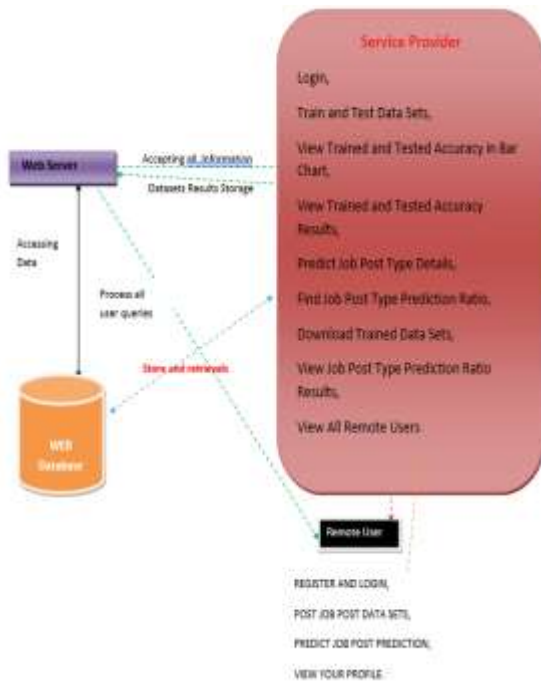 Service Provider
Login,
Train and Test Data Sets,
View Trained and Tested Accuracy in Bar
Chart,
View Trained and Tested Accuracy
Results,
Predict Job Post Type Details,
Find Job Post Type Prediction Ratio,
Download Trained Data Sets,
View Job Post Type Prediction Ratio
Results,
View All Remote Users
Web Server
Accepting all Information
Datasets Results Storage
Accessing
Data
Process all
user queries
Store and retrievals
WEB
Database
Remote User
REGISTER AND LOGIN,
POST JOB POST DATA SETS,
PREDICT JOB POST PREDICTION,
VIEW YOUR PROFILE